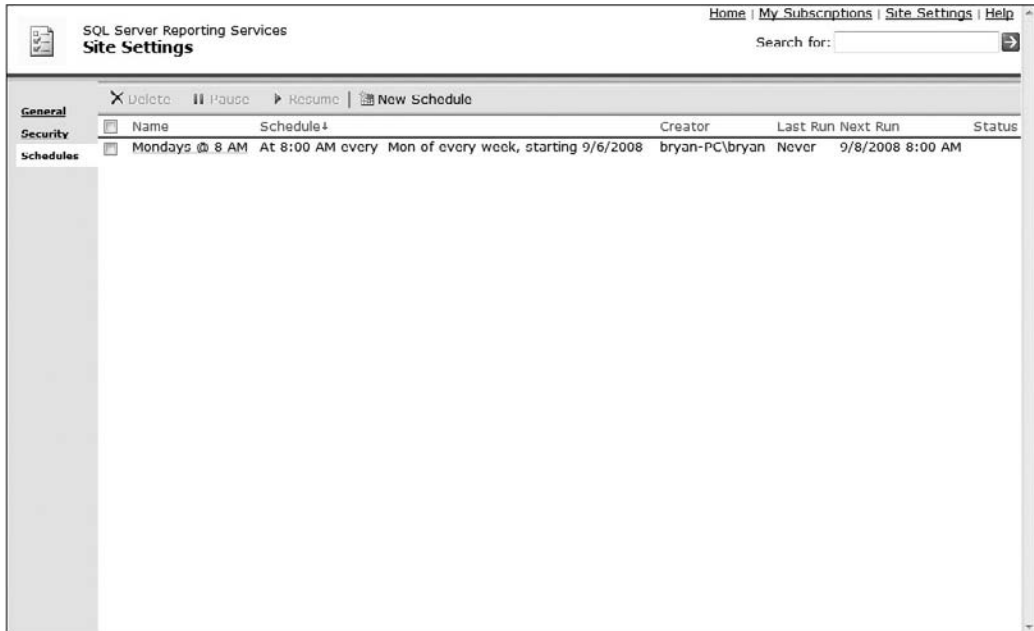 Home | My Subscriptions | Site Settings | Help
SQL Server Reporting Services
Site Settings
Search for:
General
Security
Schedules
Delete Pause Resume | New Schedule
Name Schedule↓ Creator Last Run Next Run Status
Mondays @ 8 AM At 8:00 AM every Mon of every week, starting 9/6/2008 bryan-PC\bryan Never 9/8/2008 8:00 AM